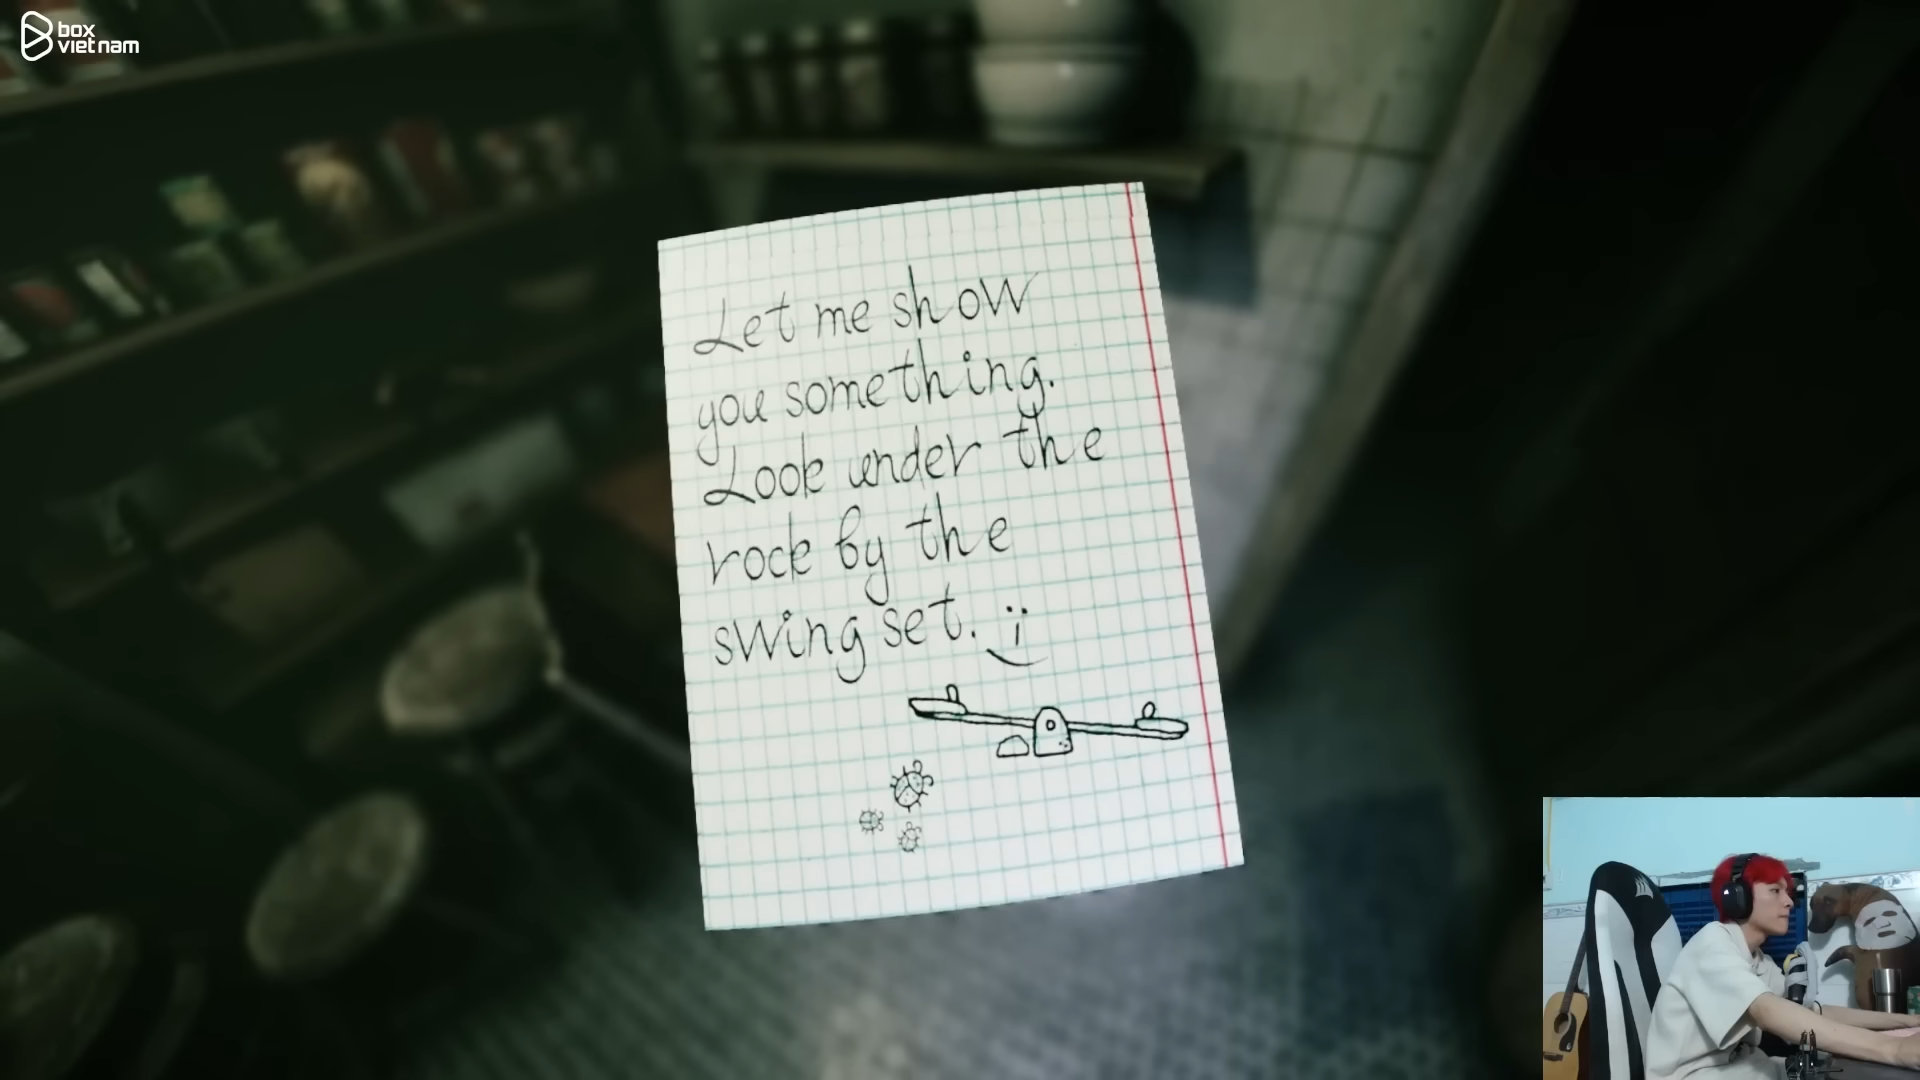 box
vietnam
Let me show
you something.
Look under the
rock by the
swing set.